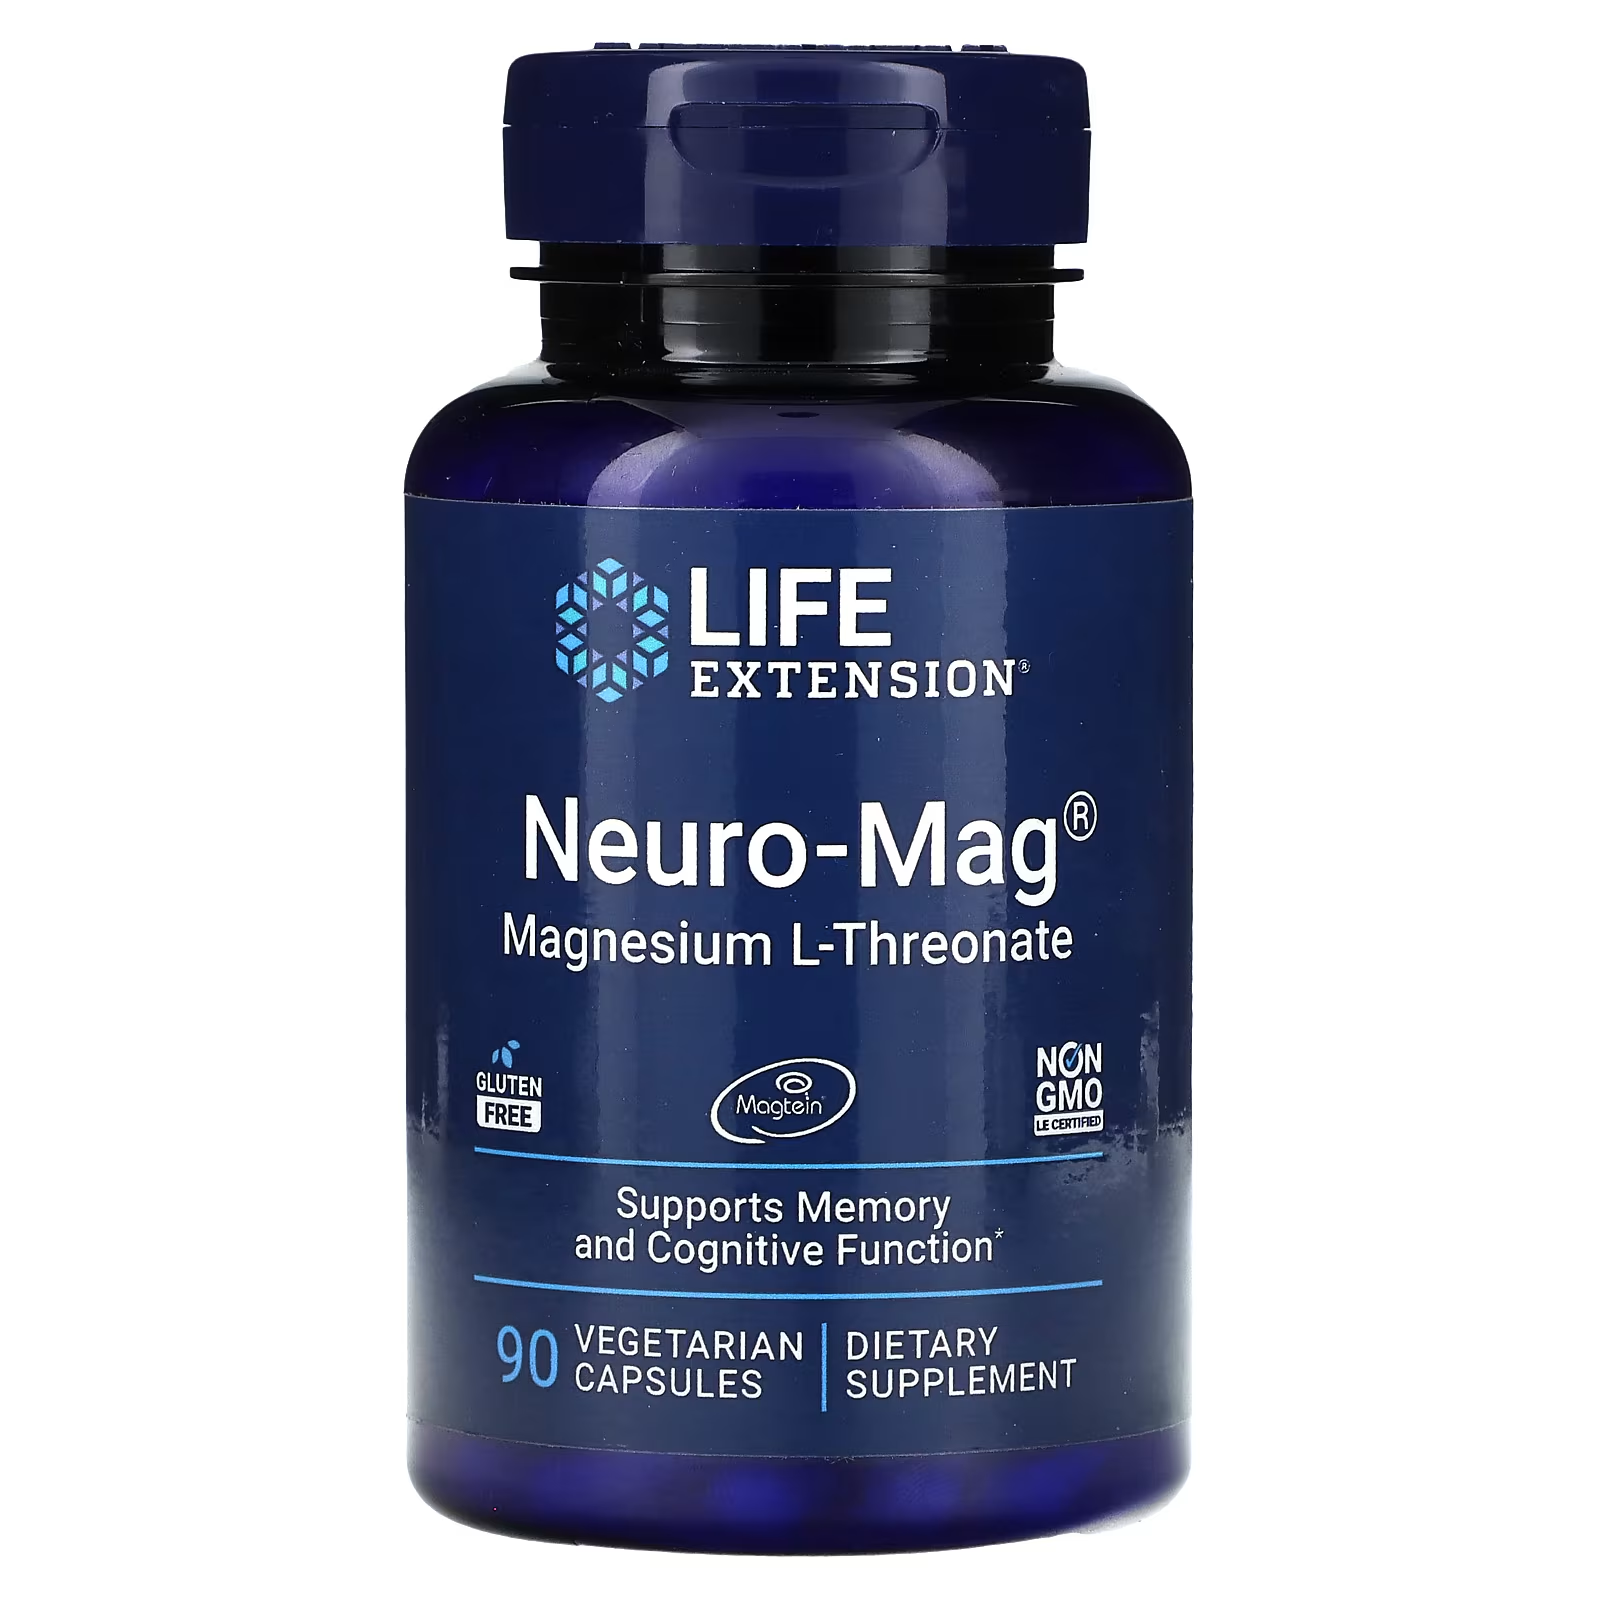 LIFE
EXTENSION®
Neuro-Mag®
Magnesium L-Threonate
GLUTEN
FREE
Magtein
NON
GMO
LE CERTIFIED
Supports Memory
and Cognitive Function*
90 VEGETARIAN
CAPSULES
DIETARY
SUPPLEMENT